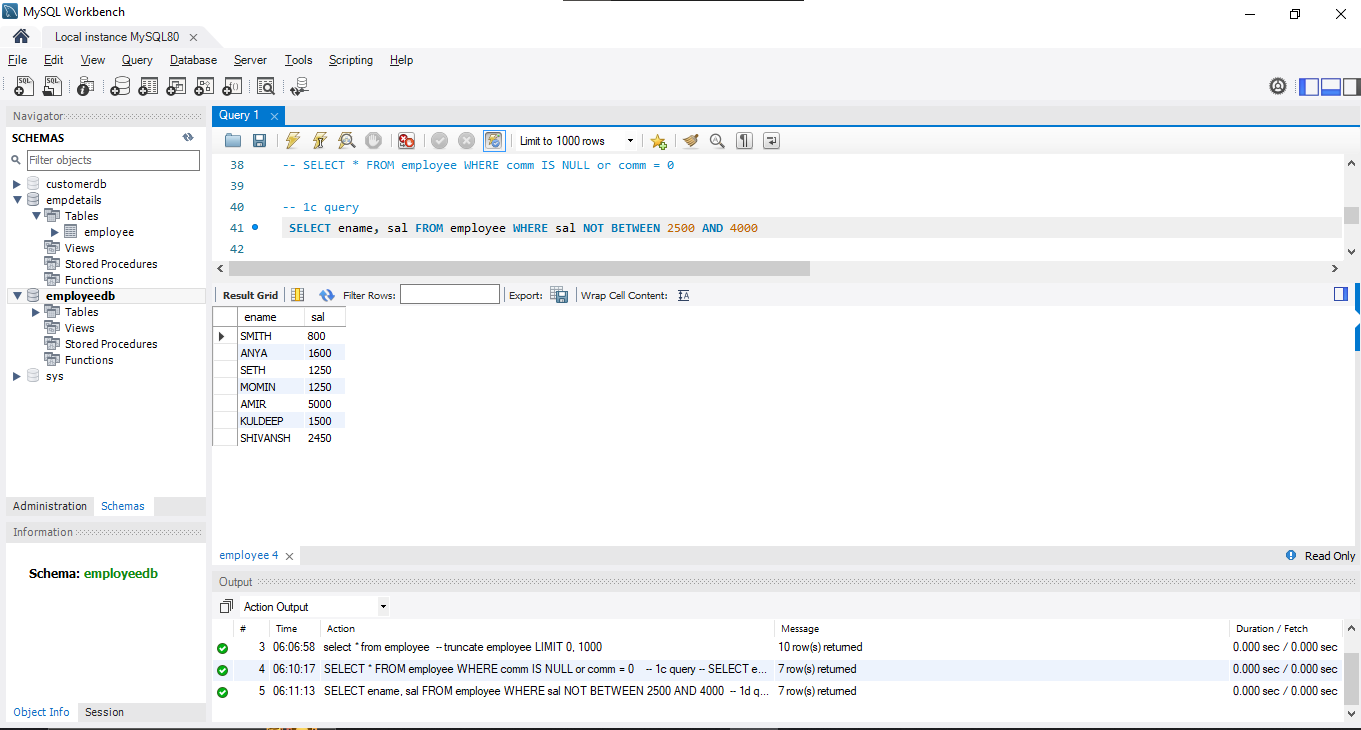 MySQL Workbench
Local instance MySQL80
File Edit View Query Database Server Tools Scripting Help
Navigator
SCHEMAS
Filter objects
customerdb
empdetails
Tables
employee
Views
Stored Procedures
Functions
employeedb
Tables
Views
Stored Procedures
Functions
sys
Administration Schemas
Information
Schema: employeedb
Object Info Session
Query 1
Limit to 1000 rows
38 -- SELECT * FROM employee WHERE comm IS NULL or comm = 0
39
40 -- 1c query
41 SELECT ename, sal FROM employee WHERE sal NOT BETWEEN 2500 AND 4000
42
Result Grid Filter Rows: Export: Wrap Cell Content:
ename sal
SMITH 800
ANYA 1600
SETH 1250
MOMIN 1250
AMIR 5000
KULDEEP 1500
SHIVANSH 2450
employee 4 Read Only
Output
Action Output
# Time Action Message Duration / Fetch
3 06:06:58 select * from employee -- truncate employee LIMIT 0, 1000 10 row(s) returned 0.000 sec / 0.000 sec
4 06:10:17 SELECT * FROM employee WHERE comm IS NULL or comm = 0 -- 1c query -- SELECT e... 7 row(s) returned 0.000 sec / 0.000 sec
5 06:11:13 SELECT ename, sal FROM employee WHERE sal NOT BETWEEN 2500 AND 4000 -- 1d q... 7 row(s) returned 0.000 sec / 0.000 sec